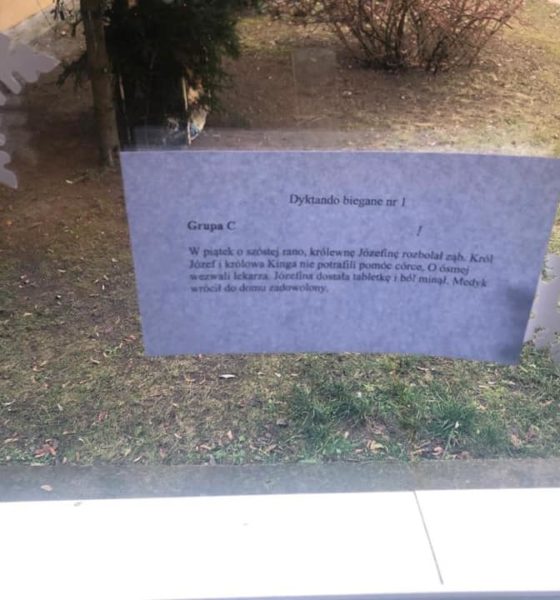 Dyktando biegane nr 1
Grupa C
!
W piątek o szóstej rano, królewnę Józefinę rozbolał ząb. Król
Józef i królowa Kinga nie potrafili pomóc córce. O ósmej
wezwali lekarza. Józefina dostała tabletkę i ból minął. Medyk
wrócił do domu zadowolony.